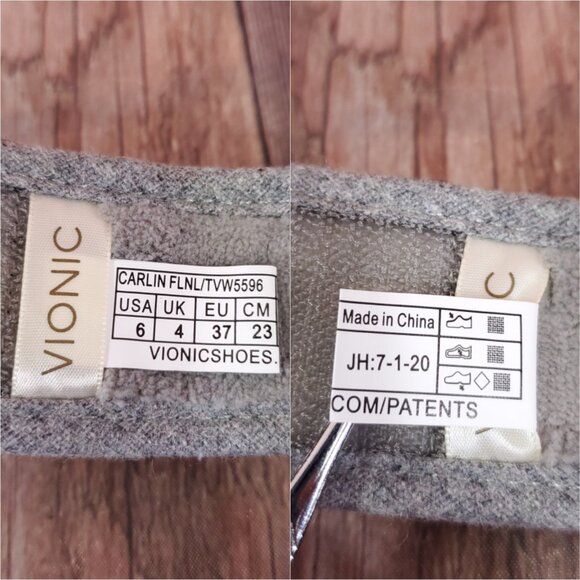 VIONIC
CARLIN FLNL/TVW5596
USA UK EU CM
6 4 37 23
VIONICSHOES.
C
Made in China
JH:7-1-20
COM/PATENTS